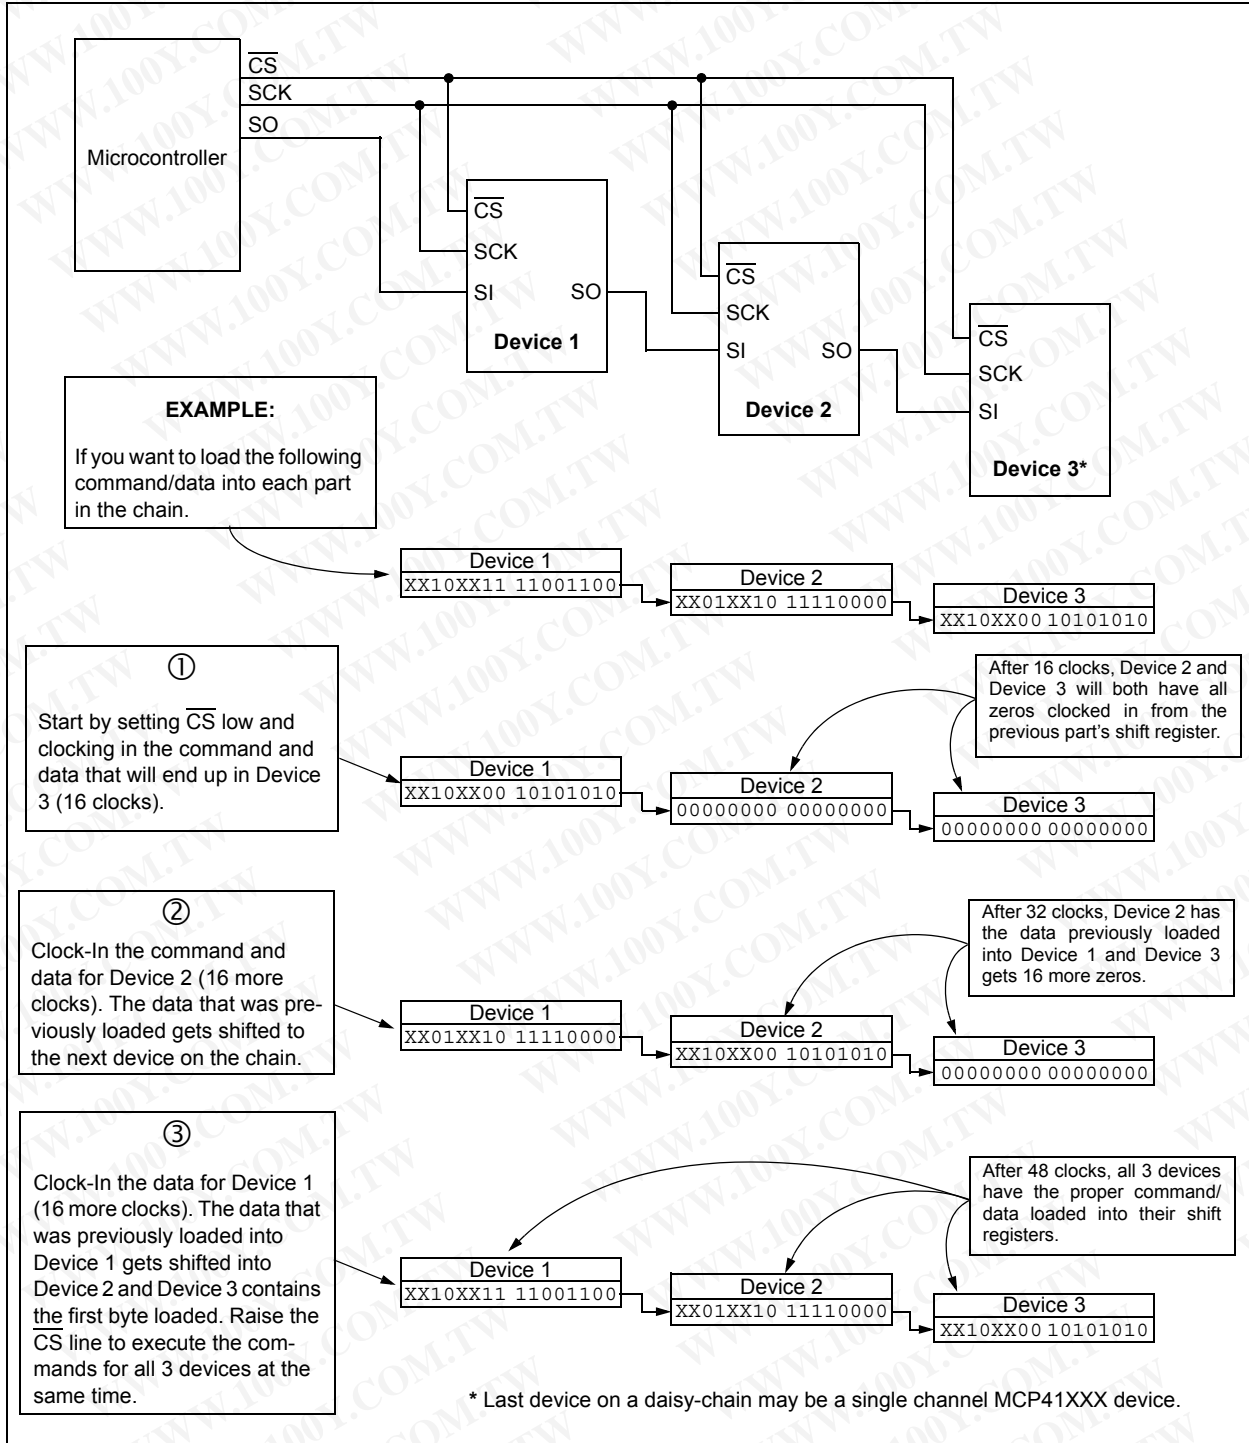 CS
SCK
SO
Microcontroller
CS
SCK
SI SO
Device 1
CS
SCK
SI SO
Device 2
CS
SCK
SI
Device 3*
EXAMPLE:
If you want to load the following
command/data into each part
in the chain.
Device 1
XX10XX11 11001100
Device 2
XX01XX10 11110000
Device 3
XX10XX00 10101010
①
Start by setting CS low and
clocking in the command and
data that will end up in Device
3 (16 clocks).
After 16 clocks, Device 2 and
Device 3 will both have all
zeros clocked in from the
previous part's shift register.
Device 1
XX10XX00 10101010
Device 2
00000000 00000000
Device 3
00000000 00000000
②
Clock-In the command and
data for Device 2 (16 more
clocks). The data that was pre-
viously loaded gets shifted to
the next device on the chain.
After 32 clocks, Device 2 has
the data previously loaded
into Device 1 and Device 3
gets 16 more zeros.
Device 1
XX01XX10 11110000
Device 2
XX10XX00 10101010
Device 3
00000000 00000000
③
Clock-In the data for Device 1
(16 more clocks). The data that
was previously loaded into
Device 1 gets shifted into
Device 2 and Device 3 contains
the first byte loaded. Raise the
CS line to execute the com-
mands for all 3 devices at the
same time.
After 48 clocks, all 3 devices
have the proper command/
data loaded into their shift
registers.
Device 1
XX10XX11 11001100
Device 2
XX01XX10 11110000
Device 3
XX10XX00 10101010
* Last device on a daisy-chain may be a single channel MCP41XXX device.
WWW.100Y.COM.TW